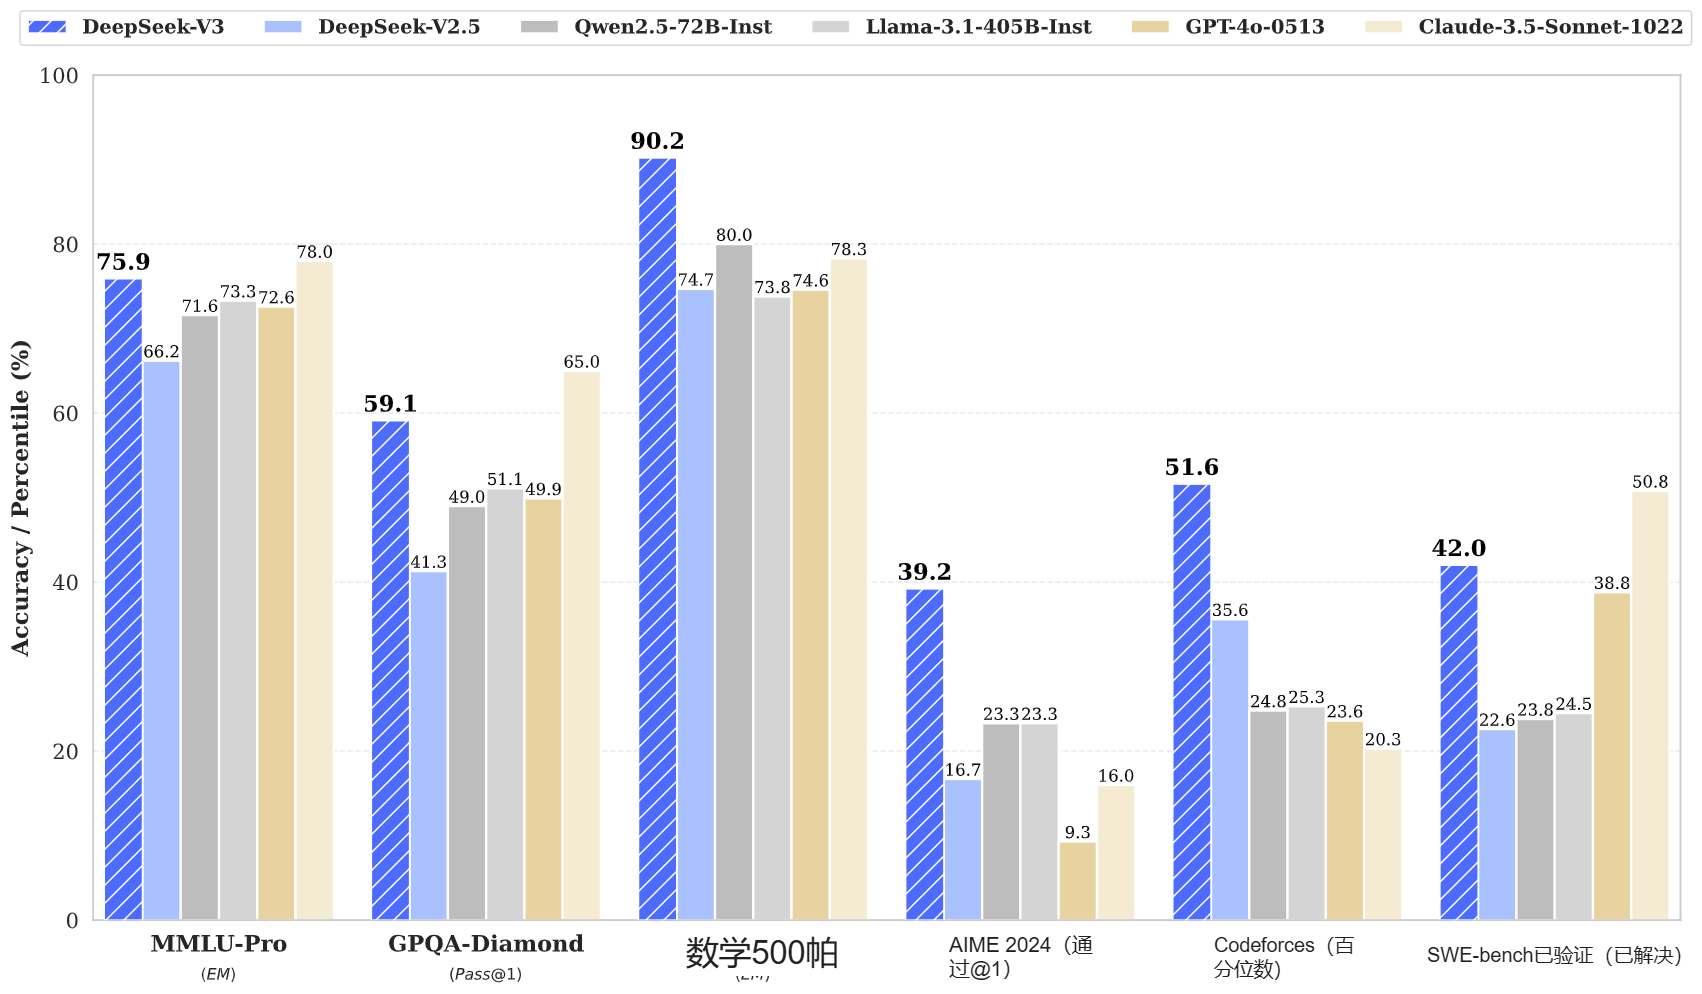 DeepSeek-V3 DeepSeek-V2.5 Qwen2.5-72B-Inst Llama-3.1-405B-Inst GPT-4o-0513 Claude-3.5-Sonnet-1022
Accuracy / Percentile (%)
100
80
60
40
20
0
75.9 66.2 71.6 73.3 72.6 78.0
59.1 41.3 49.0 51.1 49.9 65.0
90.2 74.7 80.0 73.8 74.6 78.3
39.2 16.7 23.3 23.3 9.3 16.0
51.6 35.6 24.8 25.3 23.6 20.3
42.0 22.6 23.8 24.5 38.8 50.8
MMLU-Pro
(EM)
GPQA-Diamond
(Pass@1)
数学500帕
AIME 2024（通
过@1）
Codeforces（百
分位数）
SWE-bench已验证（已解决）